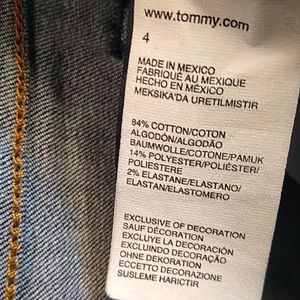 www.tommy.com
4
MADE IN MEXICO
FABRIQUÉ AU MEXIQUE
HECHO EN MÉXICO
MEKSIKA'DA URETILMISTIR
84% COTTON/COTON
ALGODÓN/ALGODÃO
BAUMWOLLE/COTONE/PAMUK
14% POLYESTER/POLIÉSTER/
POLIESTERE
2% ELASTANE/ELASTANO/
ELASTAN/ELASTOMERO
EXCLUSIVE OF DECORATION
SAUF DÉCORATION
EXCLUYE LA DECORACIÓN
EXCLUINDO DECORAÇÃO
OHNE DEKORATION
ECCETTO DECORAZIONE
SUSLEME HARICTIR